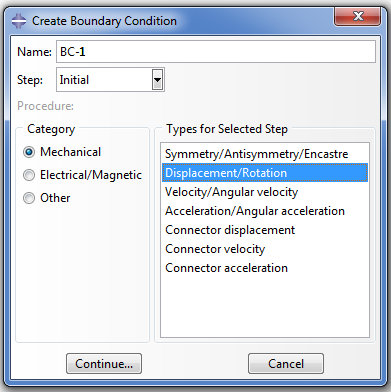 Create Boundary Condition
Name: BC-1
Step: Initial
Procedure:
Category
Mechanical
Electrical/Magnetic
Other
Types for Selected Step
Symmetry/Antisymmetry/Encastre
Displacement/Rotation
Velocity/Angular velocity
Acceleration/Angular acceleration
Connector displacement
Connector velocity
Connector acceleration
Continue...
Cancel